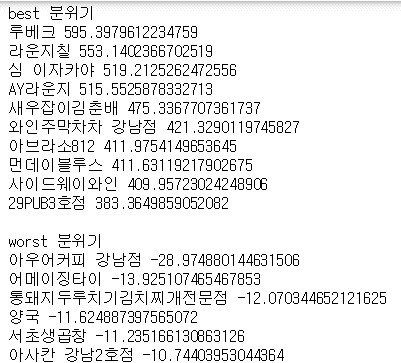 best 분위기
루베크 595.3979612234759
라운지칠 553.1402366702519
심 이자카야 519.2125262472556
AY라운지 515.5525878332713
새우잡이김춘배 475.3367707361737
와인주막차차 강남점 421.3290119745827
아브라소812 411.9754149653645
먼데이블루스 411.63119217902675
사이드웨이와인 409.95723024248906
29PUB3호점 383.3649859052082

worst 분위기
아우어커피 강남점 -28.974880144631506
어메이징타이 -13.925107465467853
통돼지두루치기김치찌개전문점 -12.070344652121625
양국 -11.624887397565072
서초생곱창 -11.235166130863126
아사칸 강남2호점 -10.74403953044364